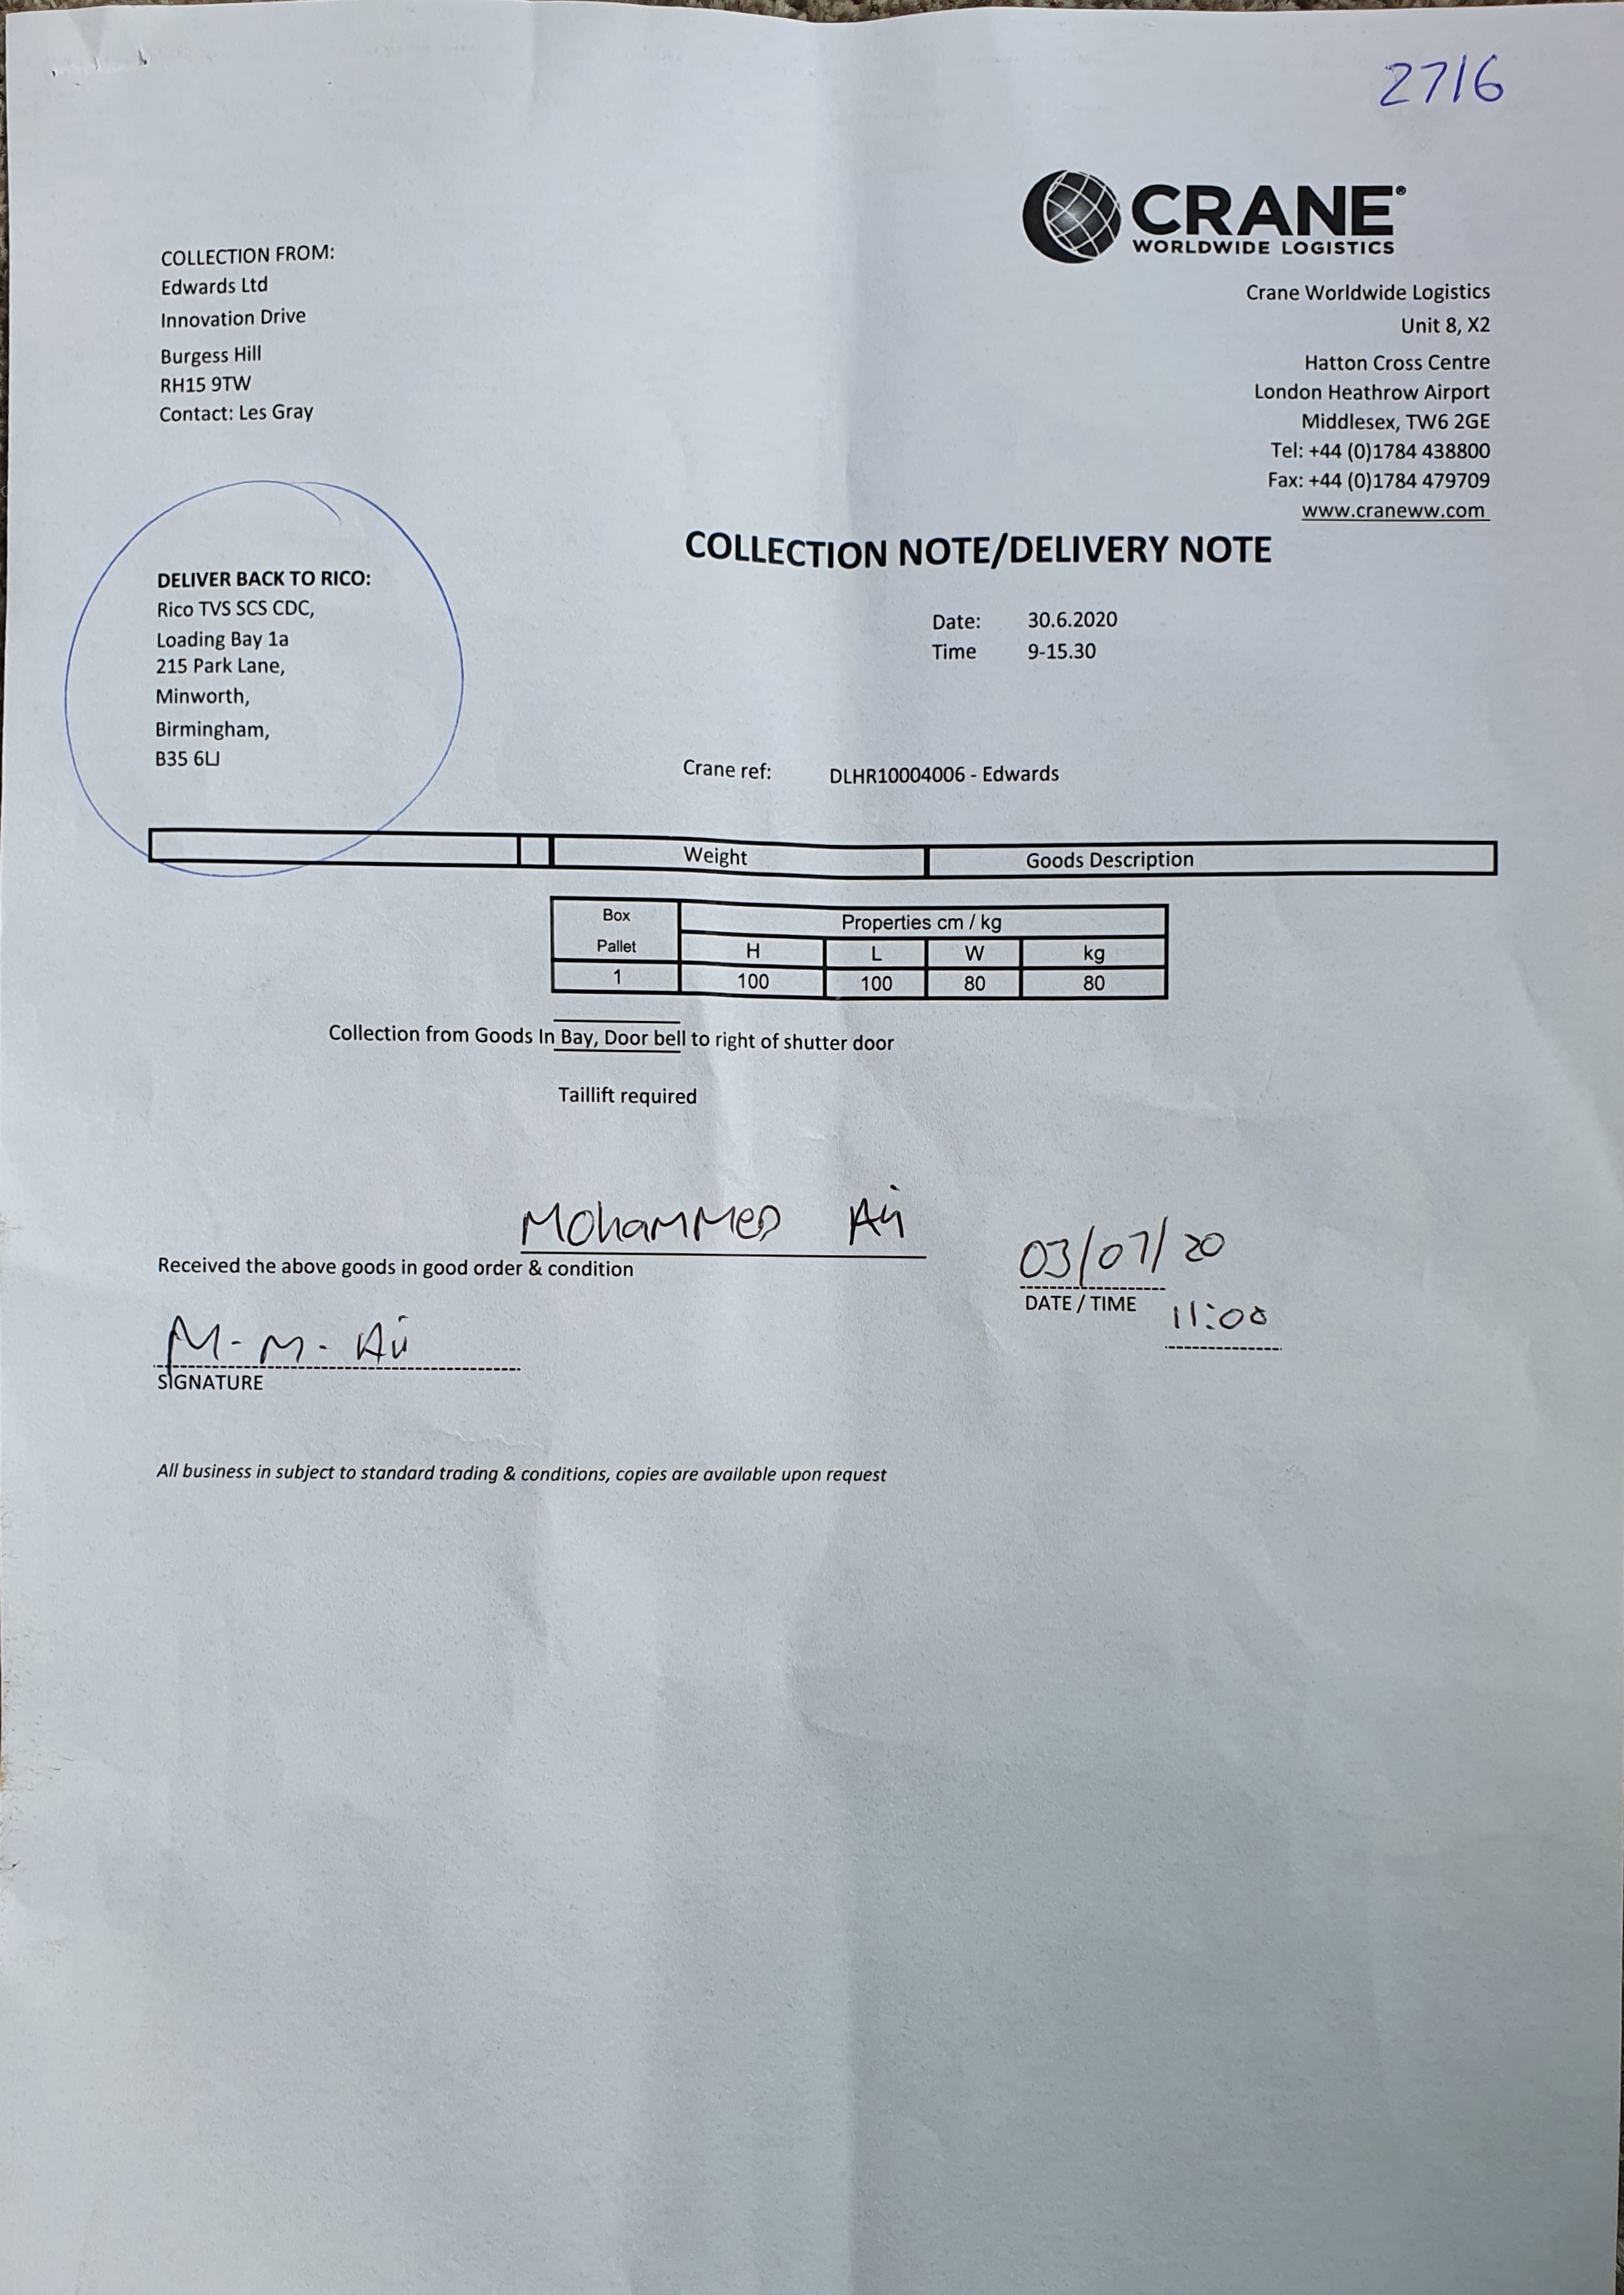 2716
CRANE®
WORLDWIDE LOGISTICS
COLLECTION FROM:
Edwards Ltd
Innovation Drive
Burgess Hill
RH15 9TW
Contact: Les Gray
Crane Worldwide Logistics
Unit 8, X2
Hatton Cross Centre
London Heathrow Airport
Middlesex, TW6 2GE
Tel: +44 (0)1784 438800
Fax: +44 (0)1784 479709
www.craneww.com
COLLECTION NOTE/DELIVERY NOTE
DELIVER BACK TO RICO:
Rico TVS SCS CDC,
Loading Bay 1a
215 Park Lane,
Minworth,
Birmingham,
B35 6LJ
Date: 30.6.2020
Time 9-15.30
Crane ref: DLHR10004006 - Edwards
Weight Goods Description
Box Pallet Properties cm / kg
H L W kg
1 100 100 80 80
Collection from Goods In Bay, Door bell to right of shutter door
Taillift required
Mohammed Ali
Received the above goods in good order & condition
03/07/20
DATE / TIME
11:00
M-M-Ali
SIGNATURE
All business in subject to standard trading & conditions, copies are available upon request